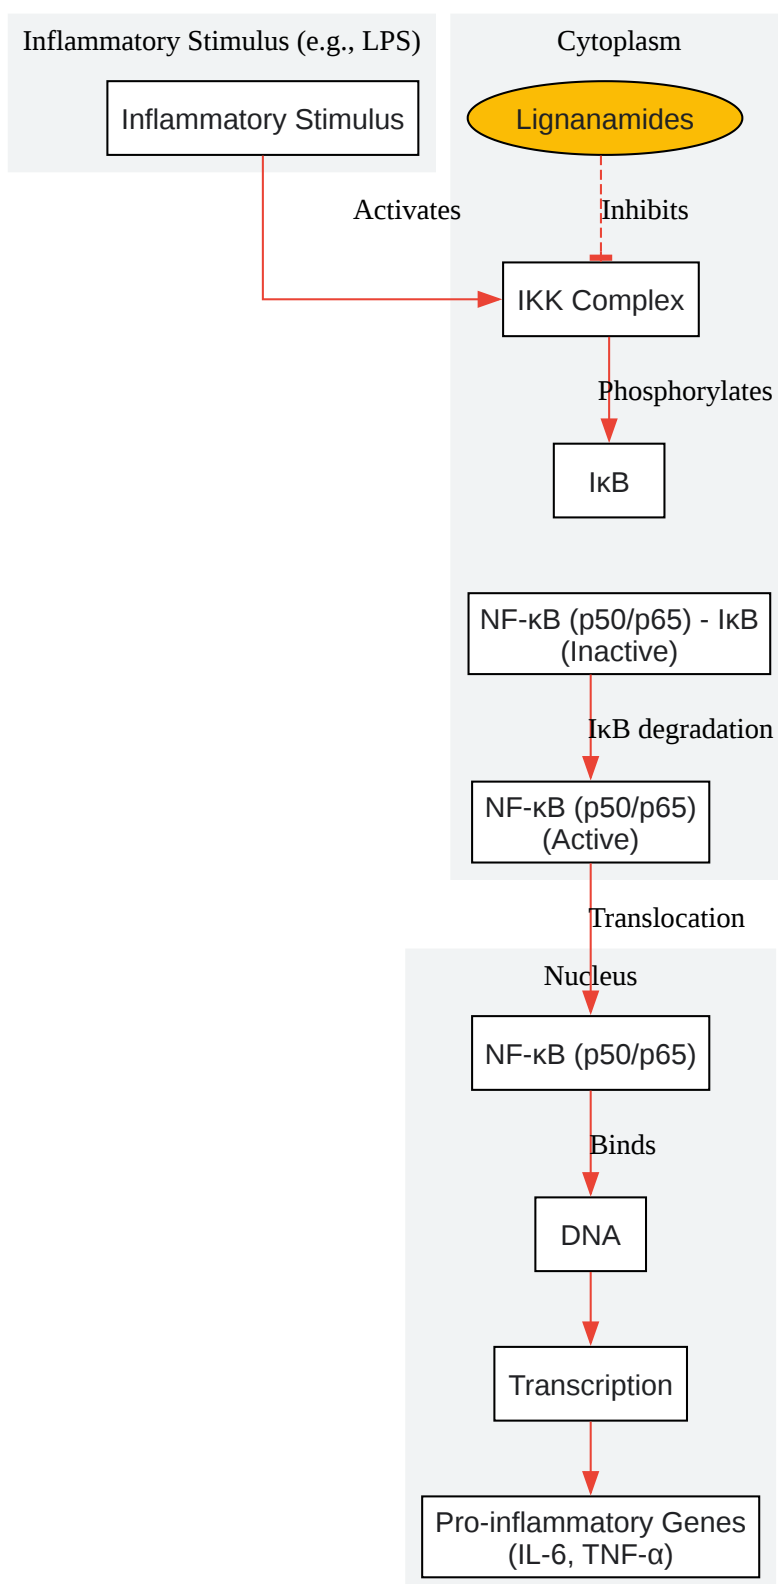 Inflammatory Stimulus (e.g., LPS)
Cytoplasm
Inflammatory Stimulus
Lignanamides
Activates
Inhibits
IKK Complex
Phosphorylates
IκB
NF-κB (p50/p65) - IκB
(Inactive)
IκB degradation
NF-κB (p50/p65)
(Active)
Translocation
Nucleus
NF-κB (p50/p65)
Binds
DNA
Transcription
Pro-inflammatory Genes
(IL-6, TNF-α)